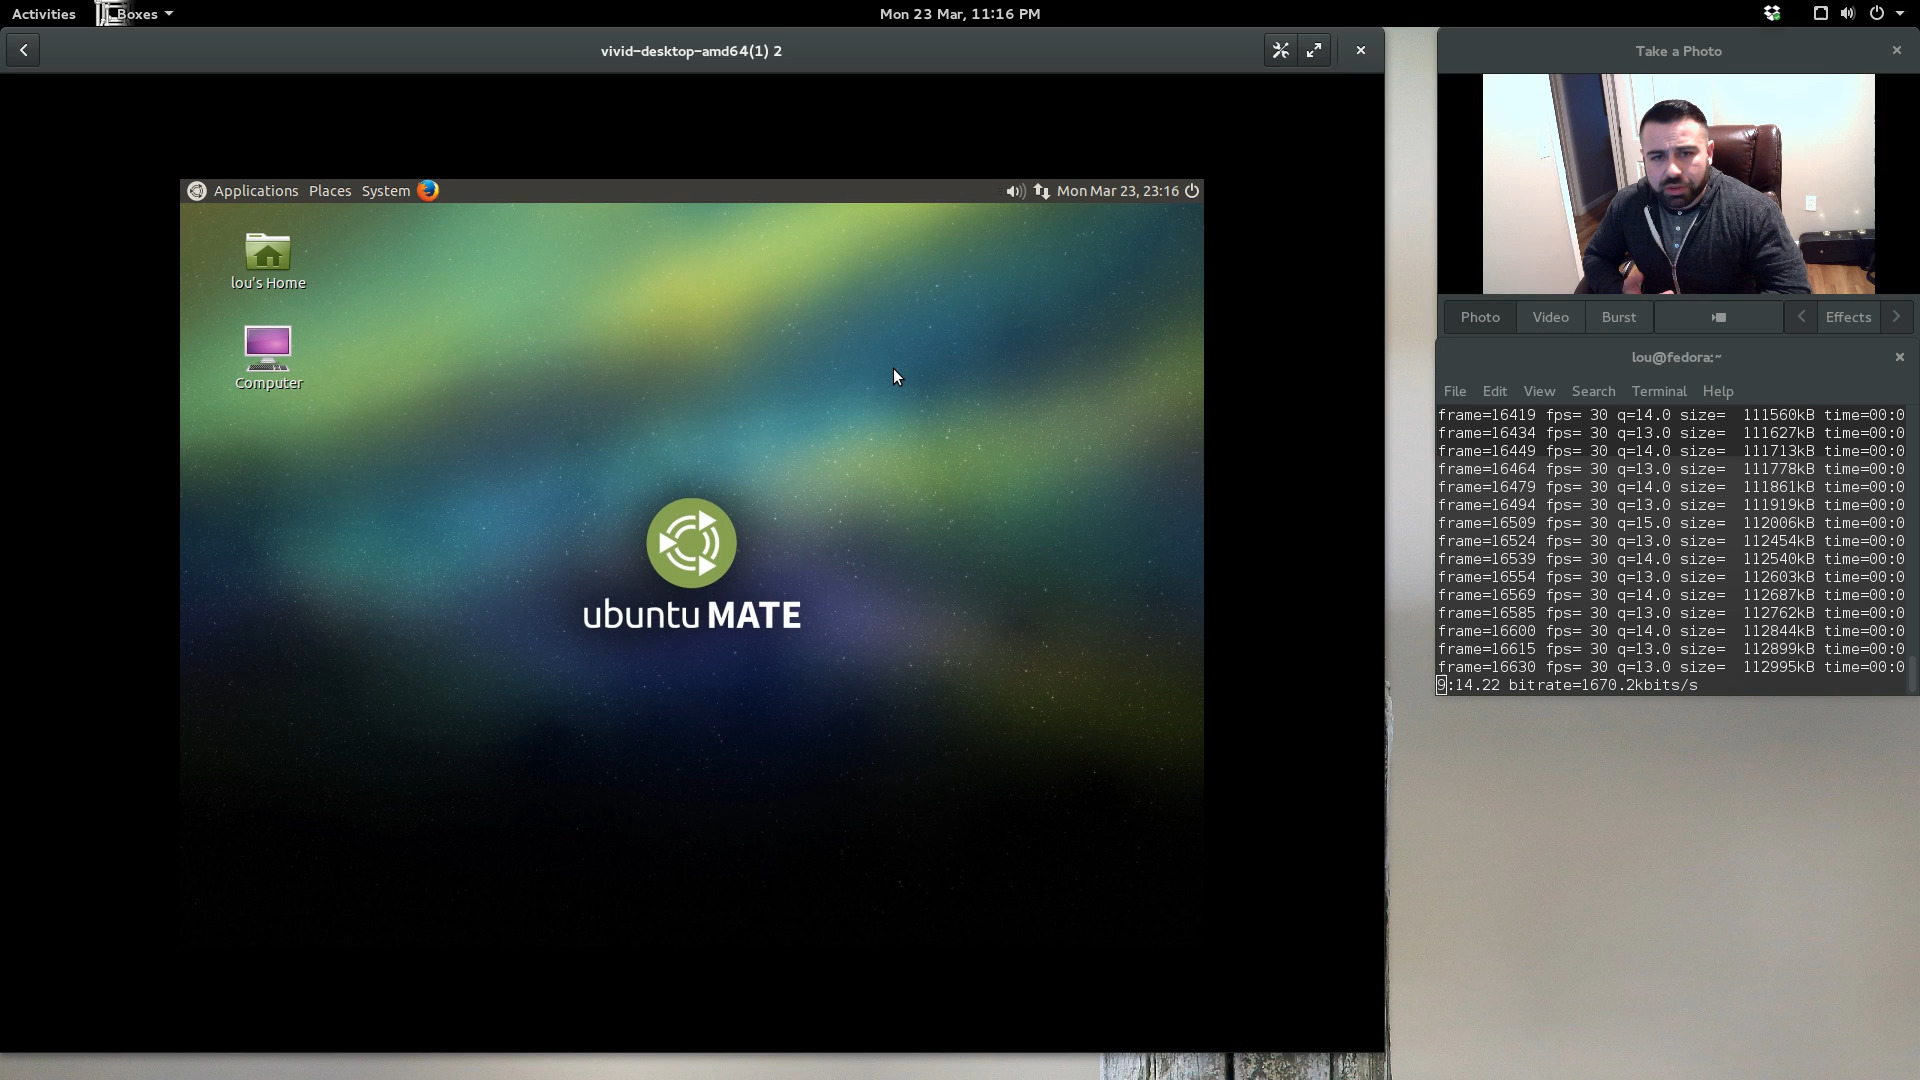 Activities Boxes Mon 23 Mar, 11:16 PM
vivid-desktop-amd64(1) 2
Applications Places System Mon Mar 23, 23:16
lou's Home
Computer
ubuntu MATE
Take a Photo
Photo Video Burst Effects
lou@fedora:~
File Edit View Search Terminal Help
frame=16419 fps= 30 q=14.0 size=  111560kB time=00:0
frame=16434 fps= 30 q=13.0 size=  111627kB time=00:0
frame=16449 fps= 30 q=14.0 size=  111713kB time=00:0
frame=16464 fps= 30 q=13.0 size=  111778kB time=00:0
frame=16479 fps= 30 q=14.0 size=  111861kB time=00:0
frame=16494 fps= 30 q=13.0 size=  111919kB time=00:0
frame=16509 fps= 30 q=15.0 size=  112006kB time=00:0
frame=16524 fps= 30 q=13.0 size=  112454kB time=00:0
frame=16539 fps= 30 q=14.0 size=  112540kB time=00:0
frame=16554 fps= 30 q=13.0 size=  112603kB time=00:0
frame=16569 fps= 30 q=14.0 size=  112687kB time=00:0
frame=16585 fps= 30 q=13.0 size=  112762kB time=00:0
frame=16600 fps= 30 q=14.0 size=  112844kB time=00:0
frame=16615 fps= 30 q=13.0 size=  112899kB time=00:0
frame=16630 fps= 30 q=13.0 size=  112995kB time=00:0
9:14.22 bitrate=1670.2kbits/s